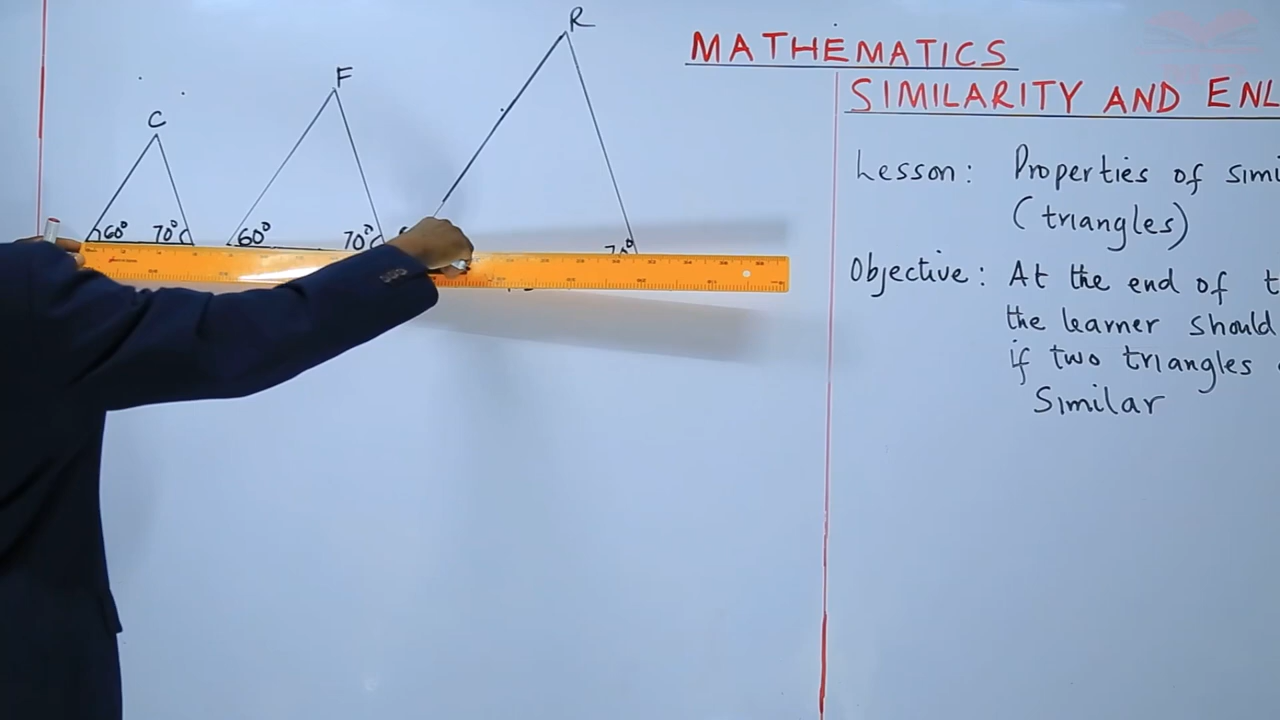 R
MATHEMATICS
F
SIMILARITY AND ENL
C
Lesson: Properties of simi
(triangles)
60° 70° 60° 70°
Objective: At the end of t
the learner should
if two triangles
Similar